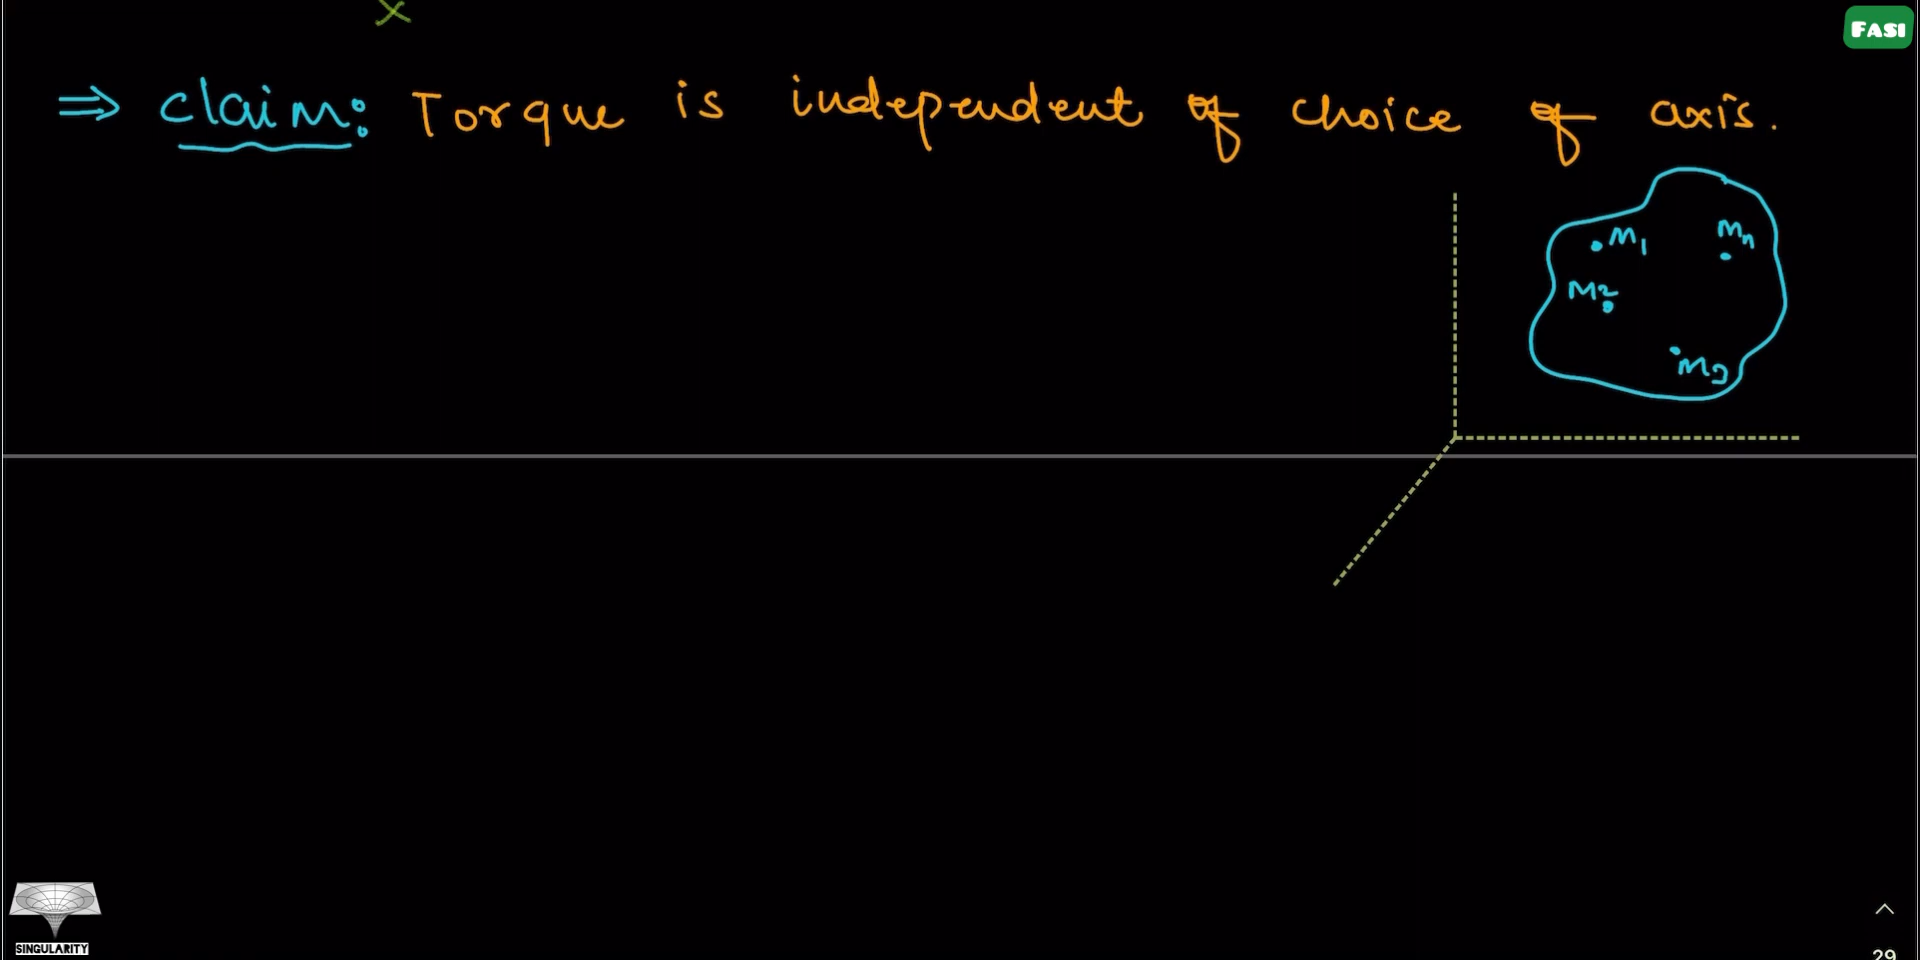 x
FASI
⇒ claim: Torque is independent of choice of axis.
m1
mn
m2
m3
SINGULARITY
29